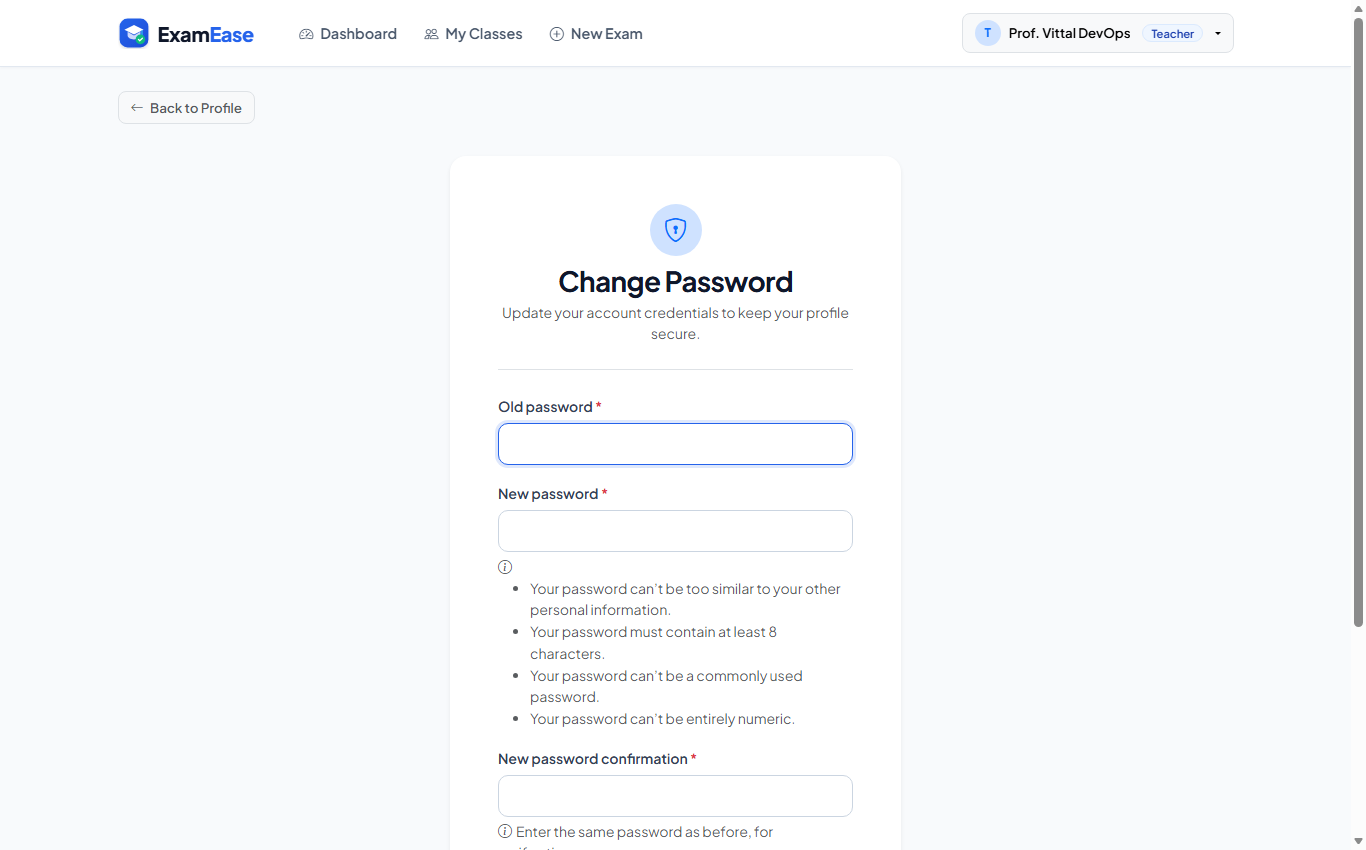 ExamEase
Dashboard
My Classes
New Exam
T
Prof. Vittal DevOps
Teacher
Back to Profile
Change Password
Update your account credentials to keep your profile
secure.
Old password *
New password *
Your password can't be too similar to your other
personal information.
Your password must contain at least 8
characters.
Your password can't be a commonly used
password.
Your password can't be entirely numeric.
New password confirmation *
Enter the same password as before, for